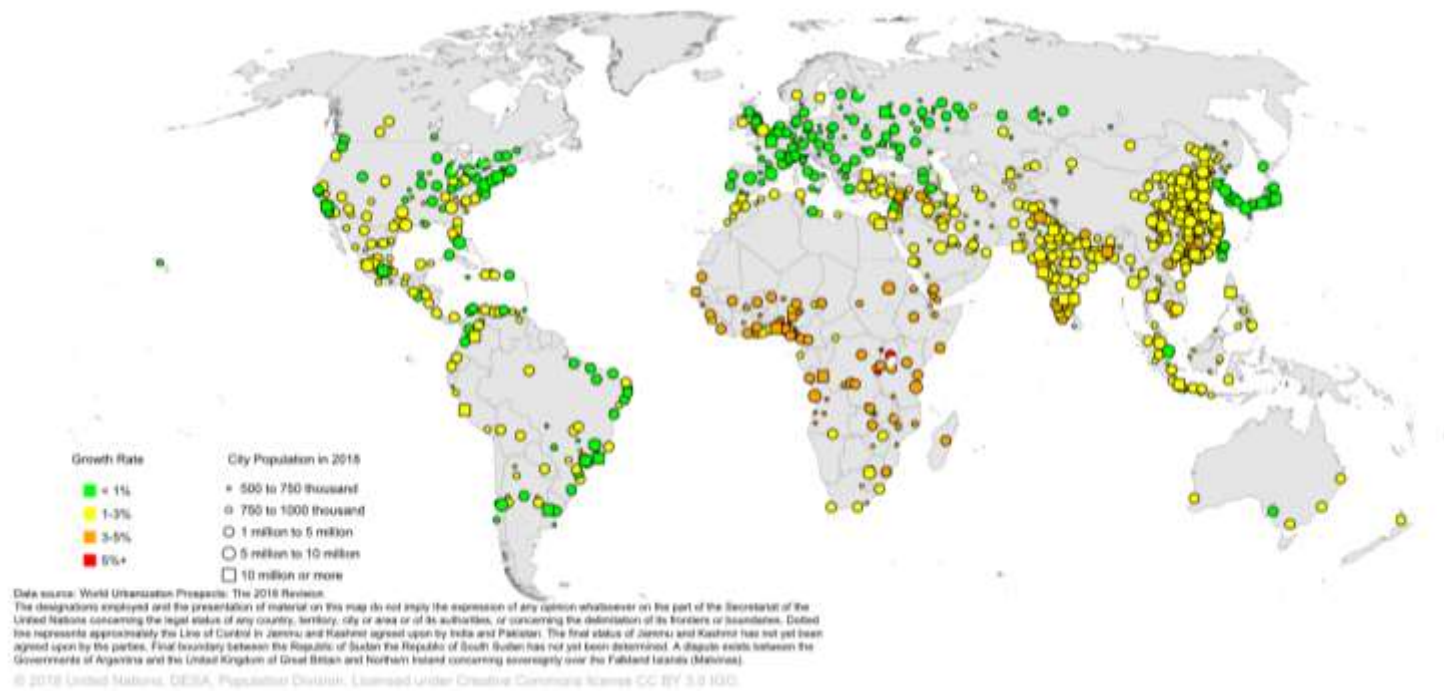 Growth Rate
< 1%
1-3%
3-5%
5%+
City Population in 2018
500 to 750 thousand
750 to 1000 thousand
1 million to 5 million
5 million to 10 million
10 million or more
Data source: World Urbanization Prospects: The 2018 Revision
The designations employed and the presentation of material on this map do not imply the expression of any opinion whatsoever on the part of the Secretariat of the
United Nations concerning the legal status of any country, territory, city or area or of its authorities, or concerning the delimitation of its frontiers or boundaries. Dotted
line represents approximately the Line of Control in Jammu and Kashmir agreed upon by India and Pakistan. The final status of Jammu and Kashmir has not yet been
agreed upon by the parties. Final boundary between the Republic of Sudan the Republic of South Sudan has not yet been determined. A dispute exists between the
Governments of Argentina and the United Kingdom of Great Britain and Northern Ireland concerning sovereignty over the Falkland Islands (Malvinas).
© 2018 United Nations, DESA, Population Division. Licensed under Creative Commons license CC BY 3.0 IGO.